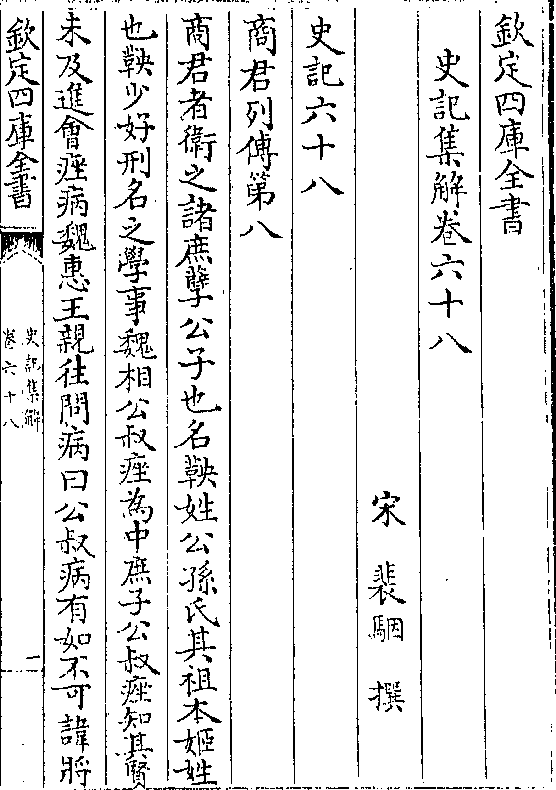 欽定四庫全書
史記集解卷六十八
宋裴駰撰
史記六十八
商君列傳第八
商君者衛之諸庶孽公子也名鞅姓公孫氏其祖本姬姓
也鞅少好刑名之學事魏相公叔痤為中庶子公叔痤知其賢
未及進會痤病魏惠王親往問病曰公叔病有如不可諱將
欽定四庫全書
史記集解
卷六十八
一